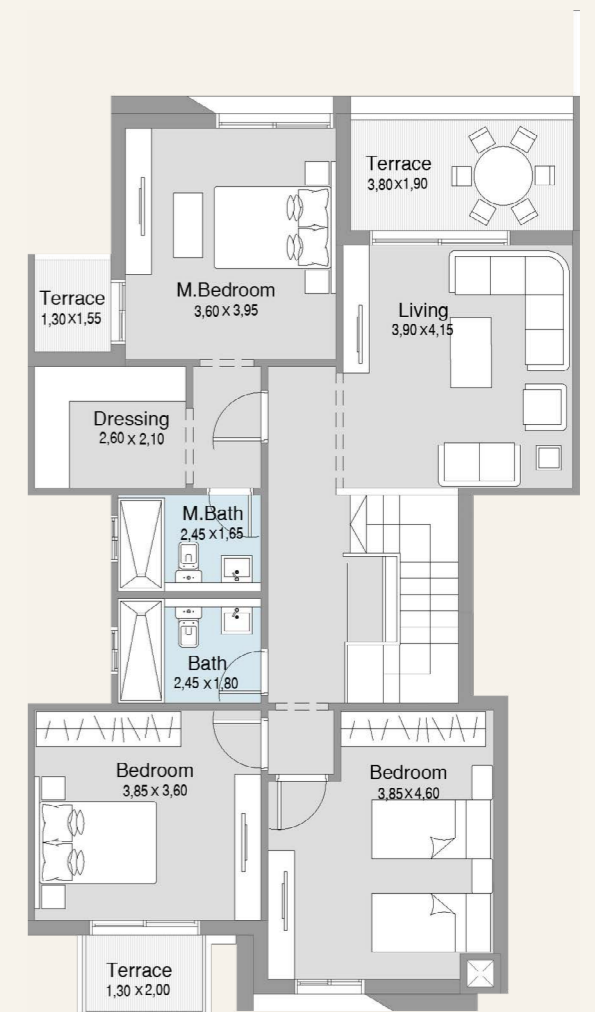 Terrace
3,80x1,90
M.Bedroom
3,60 x 3,95
Terrace
1,30x1,55
Living
3,90x4,15
Dressing
2,60 x 2,10
M.Bath
2,45 x1,65
Bath
2,45 x1,80
Bedroom
3,85 x 3,60
Bedroom
3,85x4,60
Terrace
1,30 x2,00